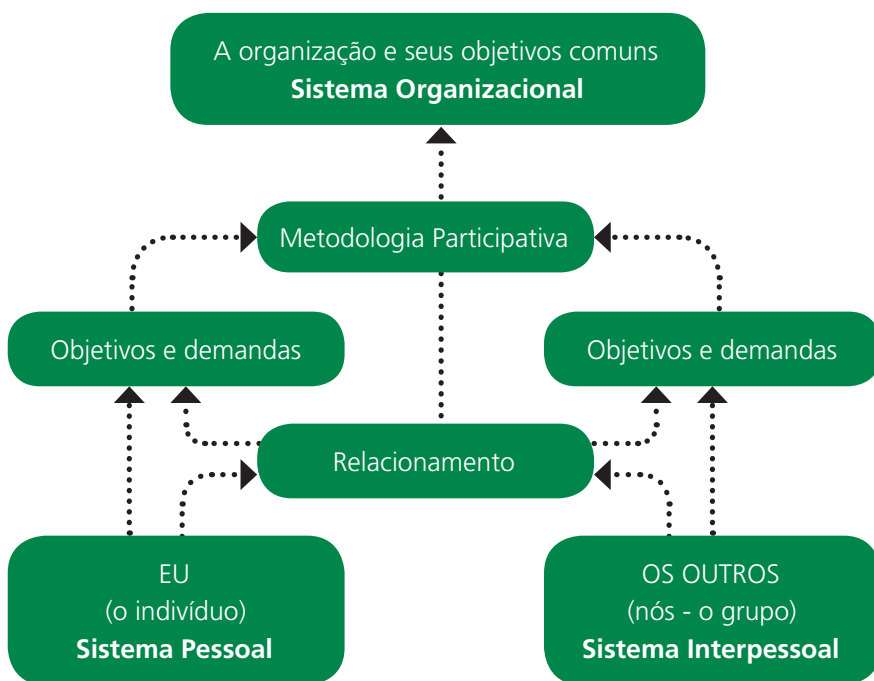 A organização e seus objetivos comuns
Sistema Organizacional
Metodologia Participativa
Objetivos e demandas
Objetivos e demandas
Relacionamento
EU
(o indivíduo)
Sistema Pessoal
OS OUTROS
(nós - o grupo)
Sistema Interpessoal